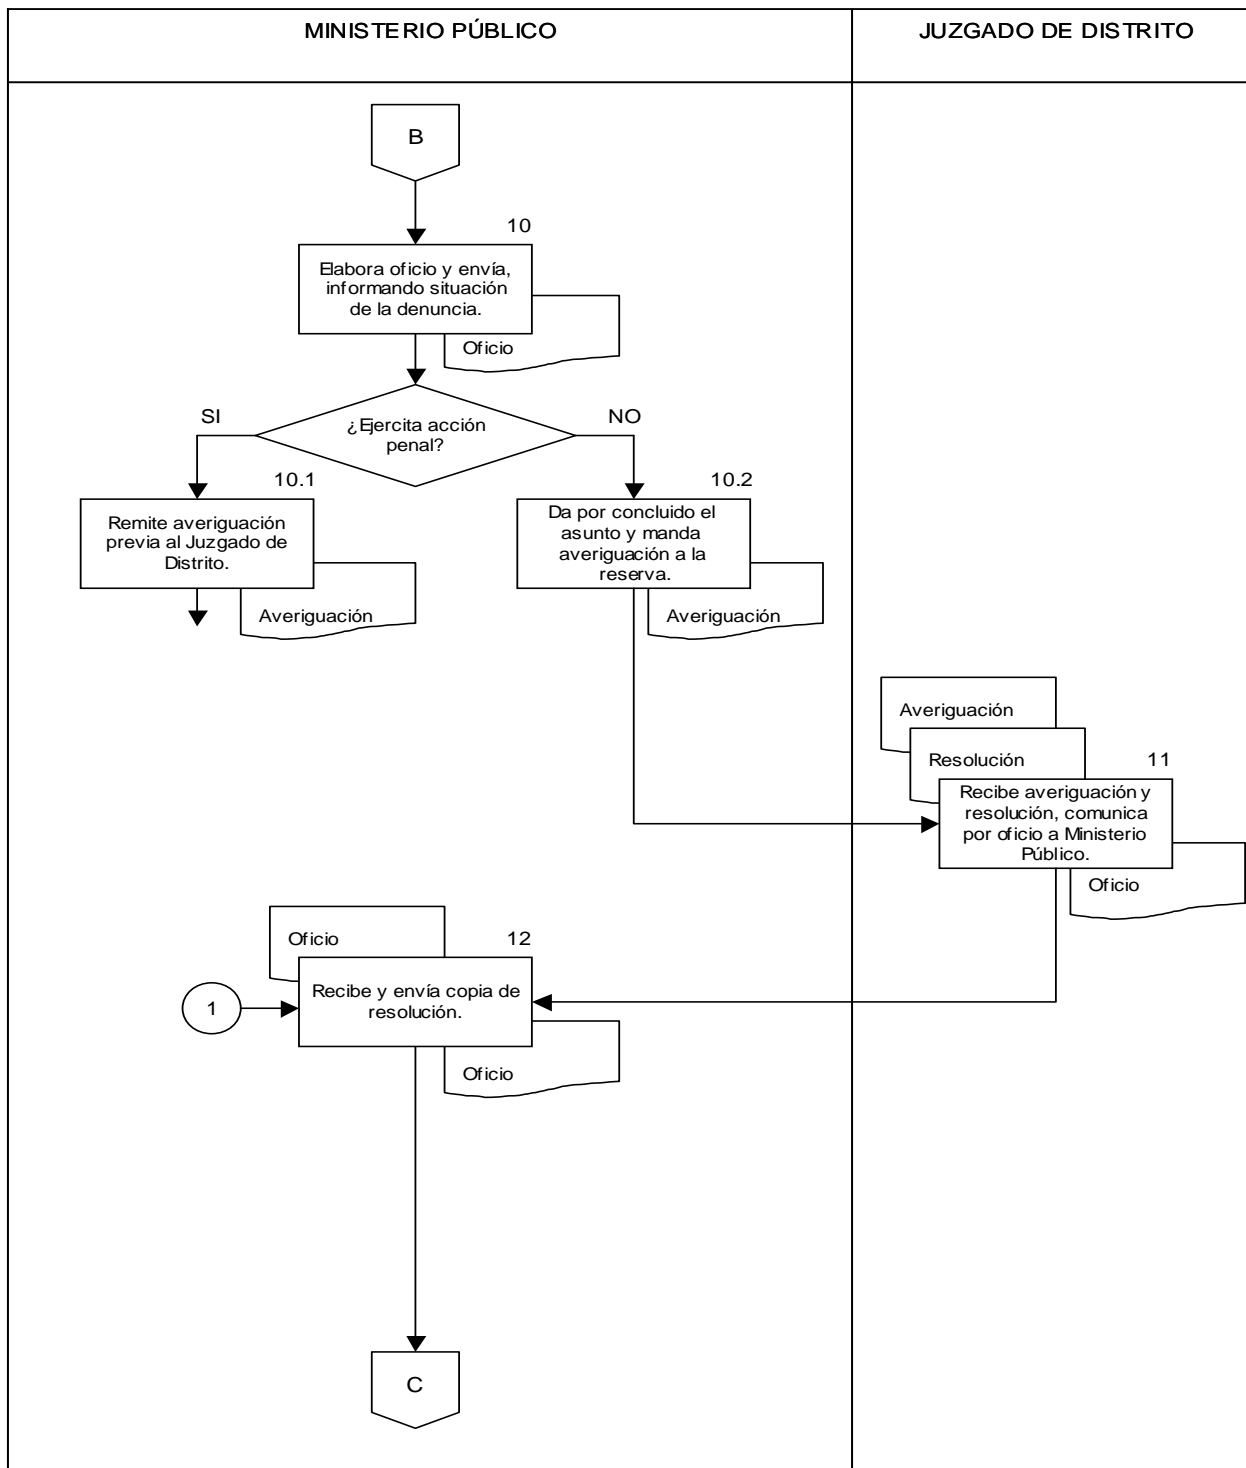 MINISTERIO PÚBLICO
JUZGADO DE DISTRITO
B
10
Elabora oficio y envía,
informando situación
de la denuncia.
Oficio
¿Ejercita acción
penal?
SI
NO
10.1
Remite averiguación
previa al Juzgado de
Distrito.
Averiguación
10.2
Da por concluido el
asunto y manda
averiguación a la
reserva.
Averiguación
Averiguación
Resolución
11
Recibe averiguación y
resolución, comunica
por oficio a Ministerio
Público.
Oficio
Oficio
12
1
Recibe y envía copia de
resolución.
Oficio
C